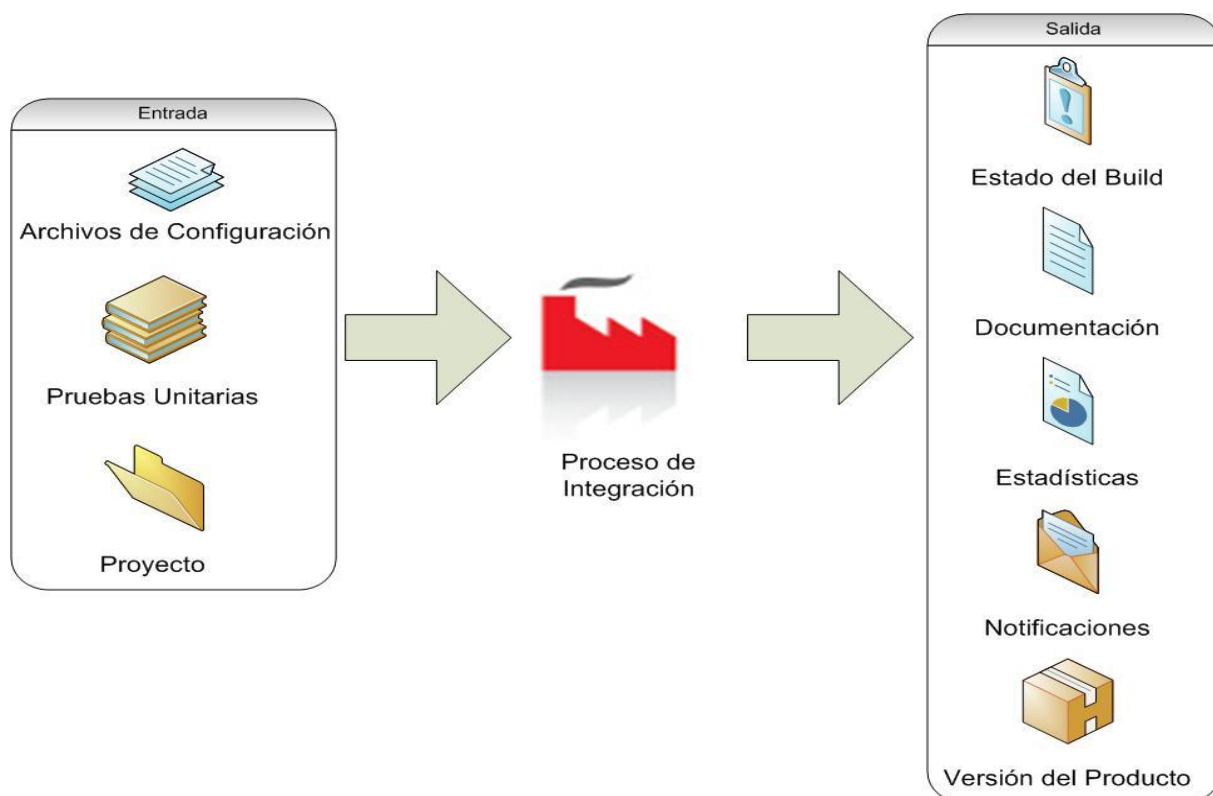 Entrada
Archivos de Configuración
Pruebas Unitarias
Proyecto
Proceso de
Integración
Salida
Estado del Build
Documentación
Estadísticas
Notificaciones
Versión del Producto